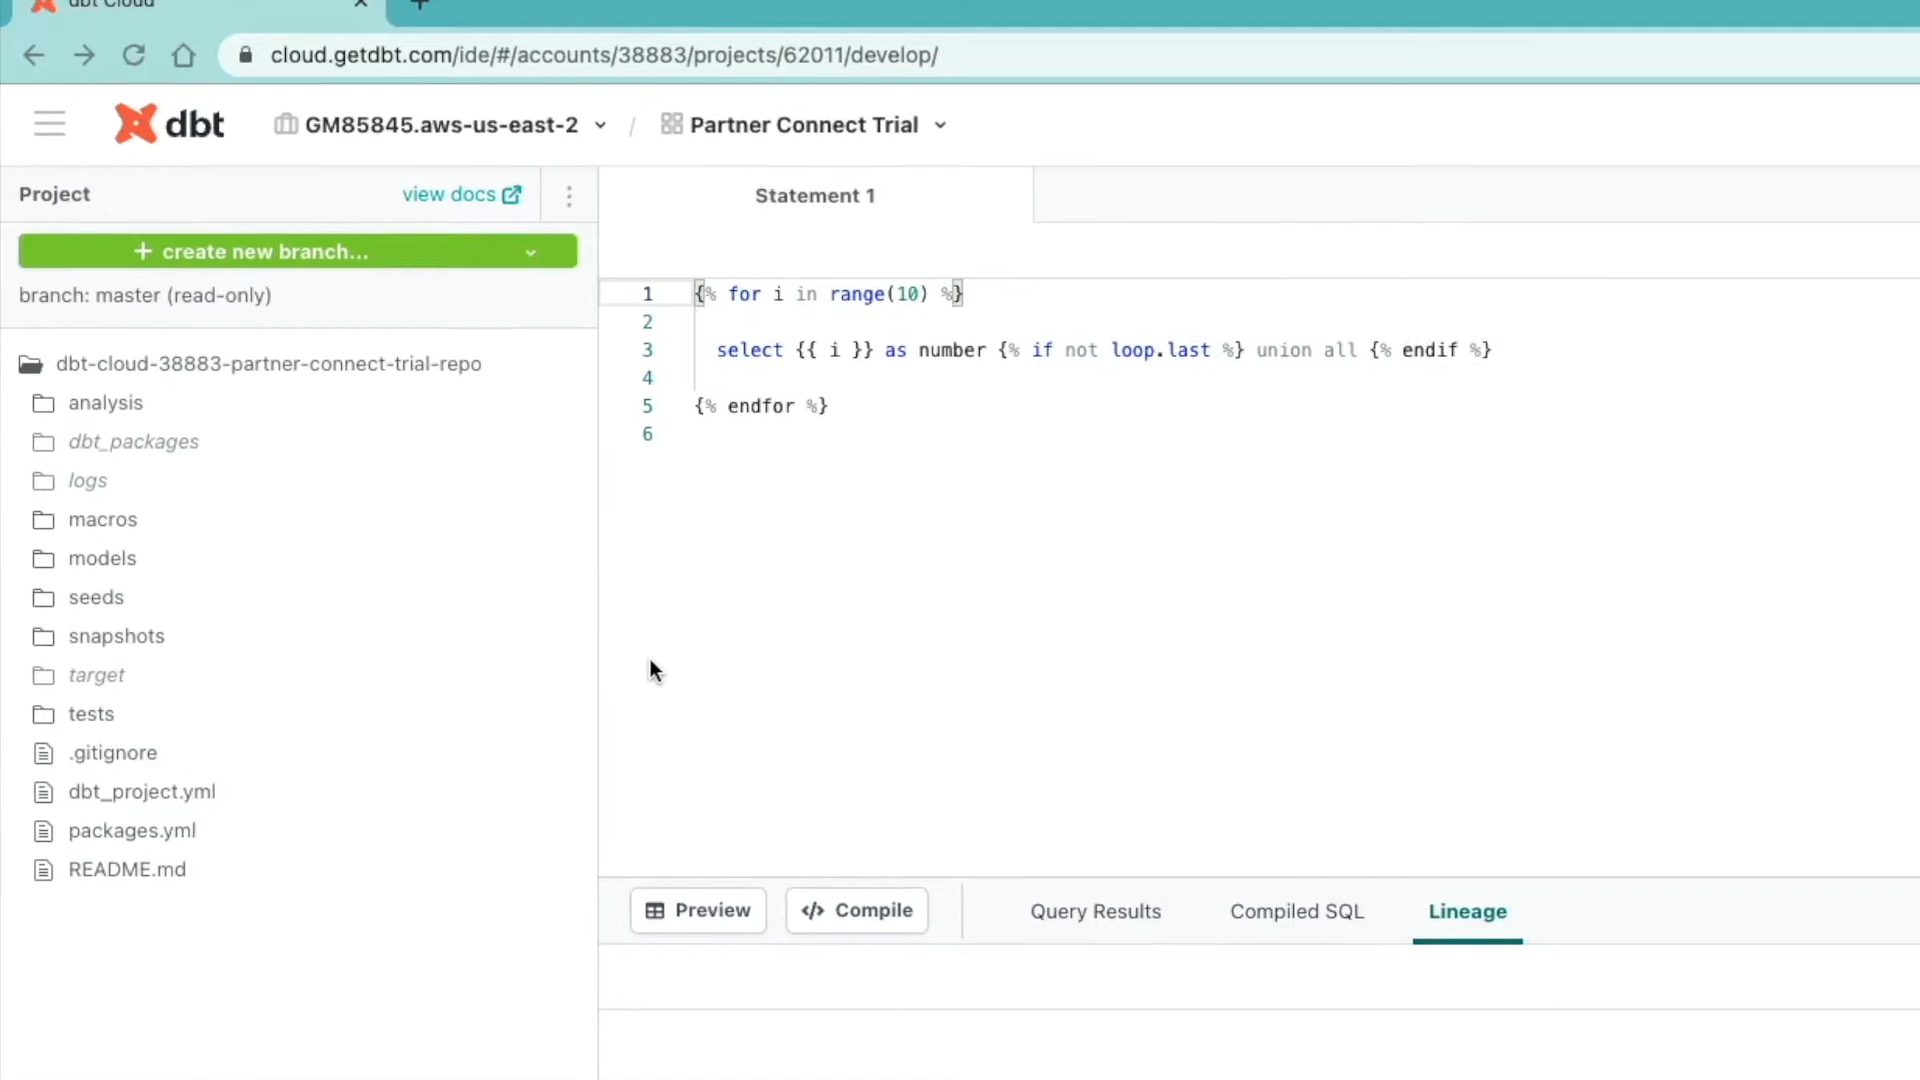 dbt Cloud
cloud.getdbt.com/ide/#/accounts/38883/projects/62011/develop/
dbt GM85845.aws-us-east-2 / Partner Connect Trial
Project view docs
Statement 1
+ create new branch...
branch: master (read-only)
1 {% for i in range(10) %}
2
3 select {{ i }} as number {% if not loop.last %} union all {% endif %}
4
5 {% endfor %}
6
dbt-cloud-38883-partner-connect-trial-repo
analysis
dbt_packages
logs
macros
models
seeds
snapshots
target
tests
.gitignore
dbt_project.yml
packages.yml
README.md
Preview </> Compile Query Results Compiled SQL Lineage